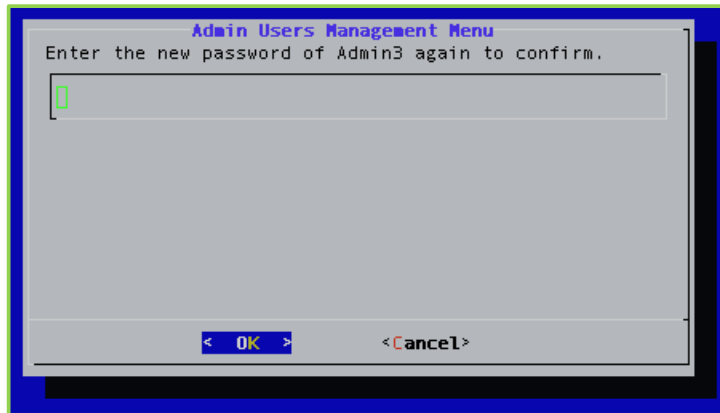 Admin Users Management Menu
Enter the new password of Admin3 again to confirm.
< OK > <Cancel>